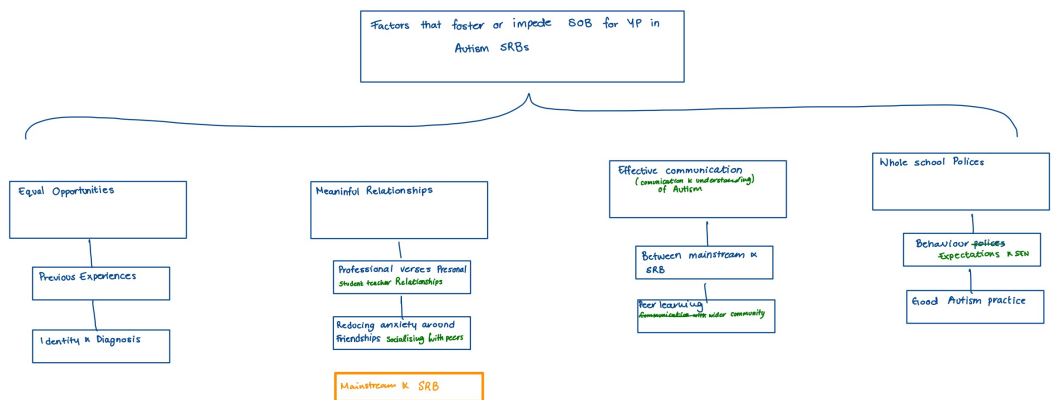 Factors that foster or impede SOB for YP in
Autism SRBs
Equal Opportunities
Previous Experiences
Identity & Diagnosis
Meaninful Relationships
Professional verses Presonal
Student teacher Relationships
Reducing anxiety around
friendships Socialising with peers
Mainstream & SRB
Effective communication
(comunication & understanding)
of Autism
Between mainstream &
SRB
Peer learning
Communication with wider community
Whole school Polices
Behaviour polices
Expectations & SEN
Good Autism practice